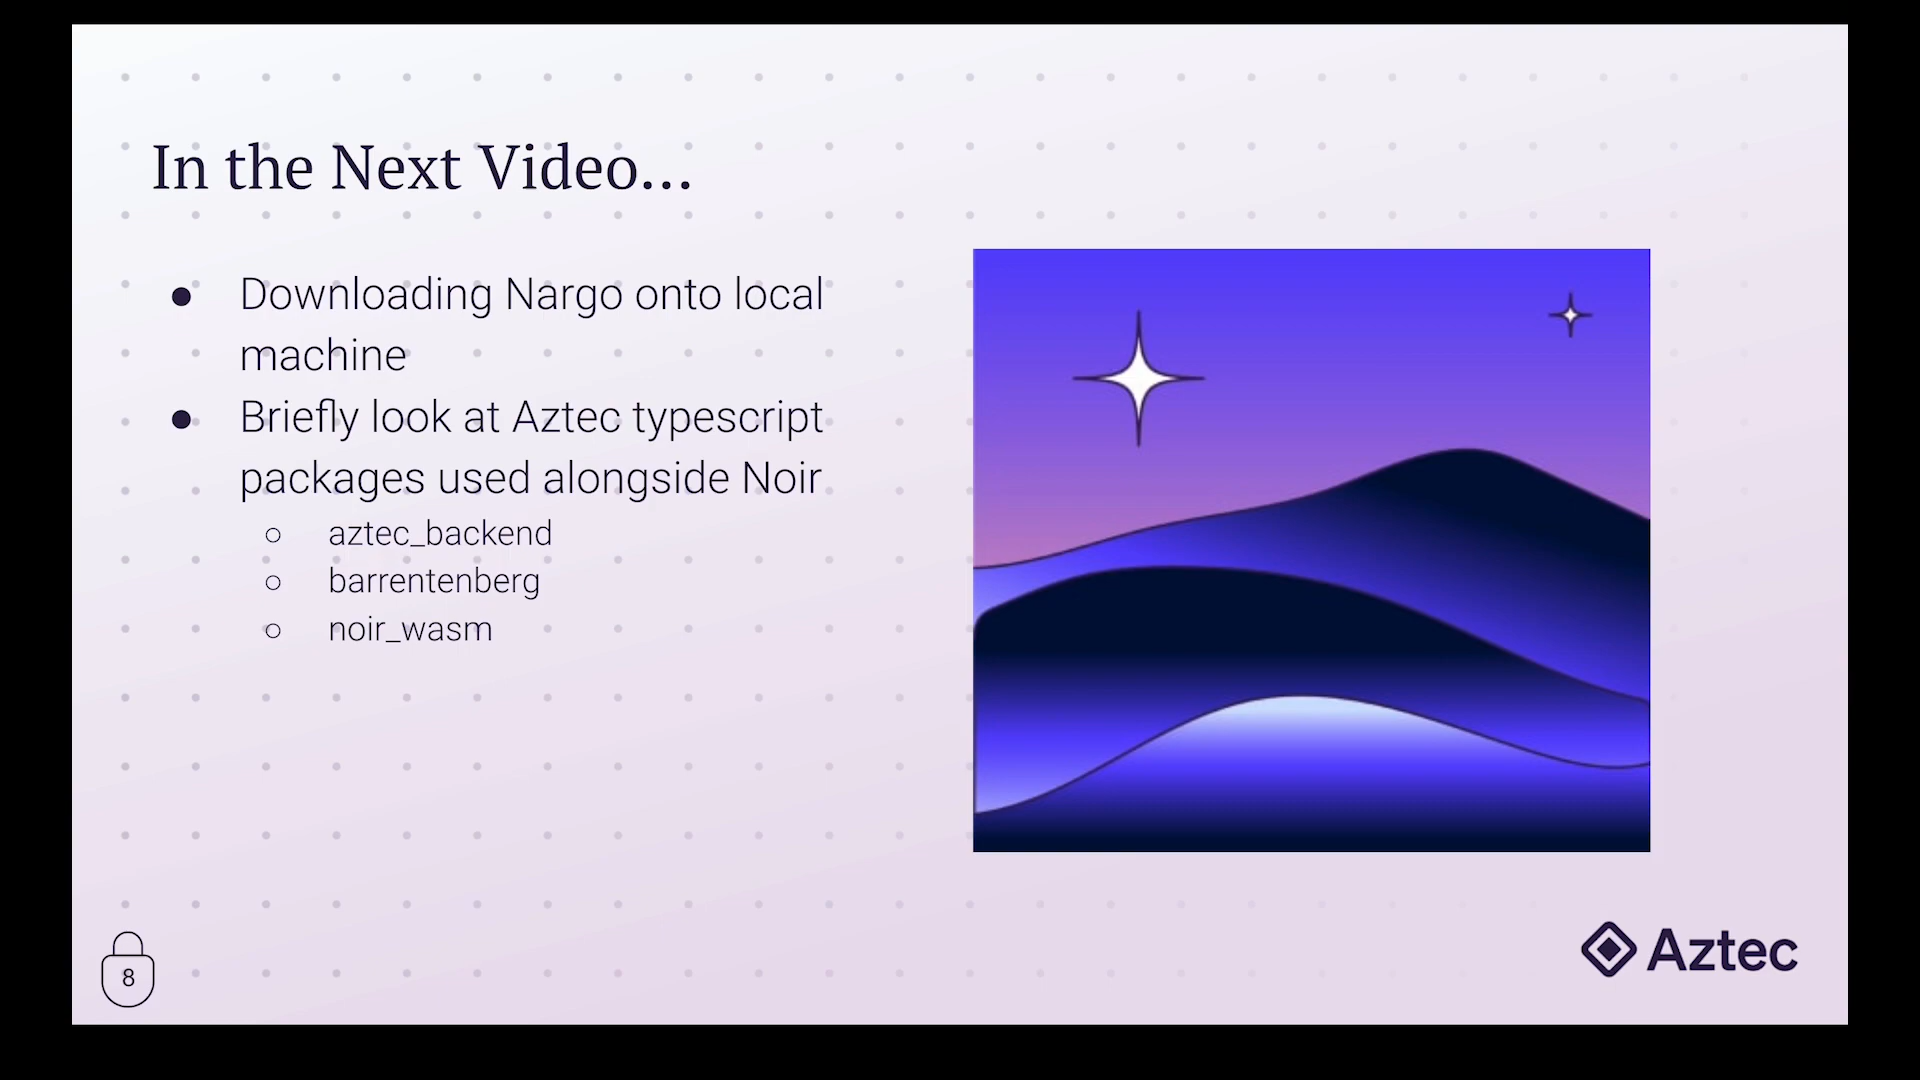 In the Next Video...
● Downloading Nargo onto local
machine
● Briefly look at Aztec typescript
packages used alongside Noir
○ aztec_backend
○ barrentenberg
○ noir_wasm
8
Aztec